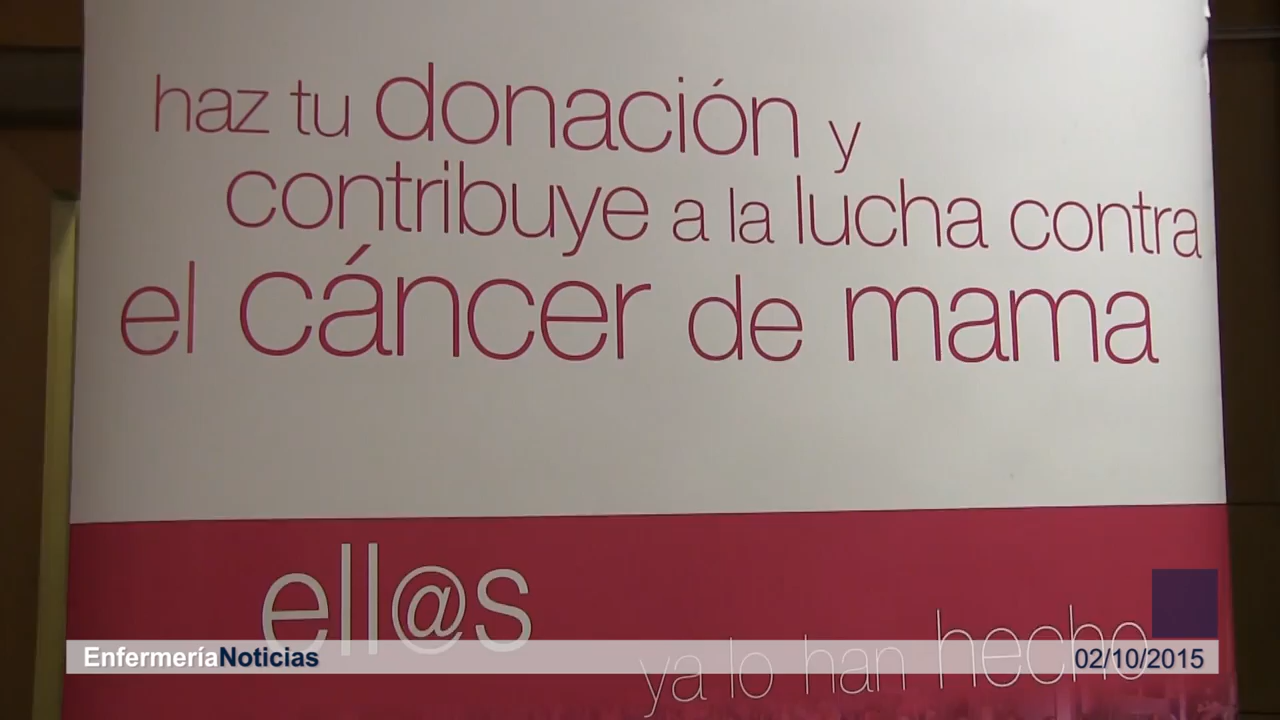 haz tu donación y
contribuye a la lucha contra
el cáncer de mama
ell@s
ya lo han hecho
EnfermeríaNoticias
02/10/2015